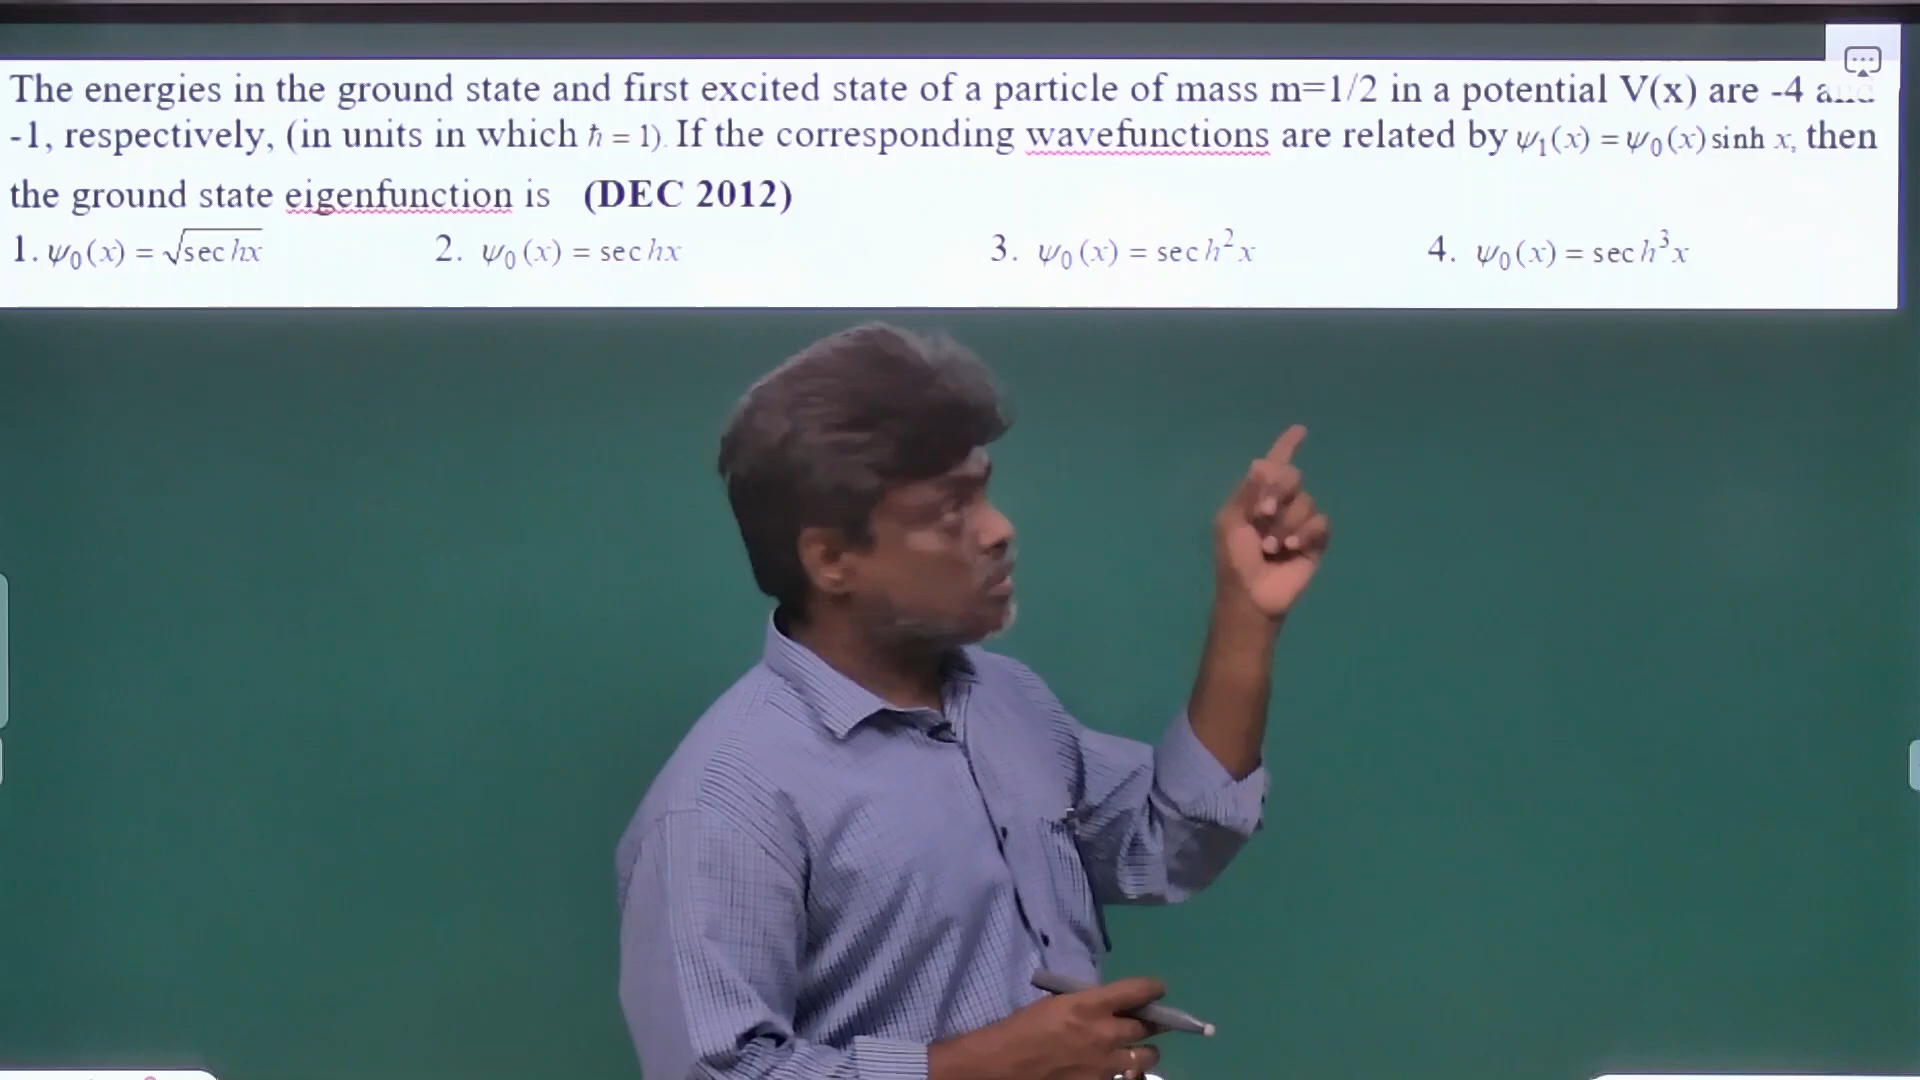 The energies in the ground state and first excited state of a particle of mass m=1/2 in a potential V(x) are -4
-1, respectively, (in units in which ℏ = 1). If the corresponding wavefunctions are related by ψ₁(x) = ψ₀(x) sinh x, then
the ground state eigenfunction is (DEC 2012)
1. ψ₀(x) = √sec hx 2. ψ₀(x) = sec hx 3. ψ₀(x) = sec h²x 4. ψ₀(x) = sec h³x